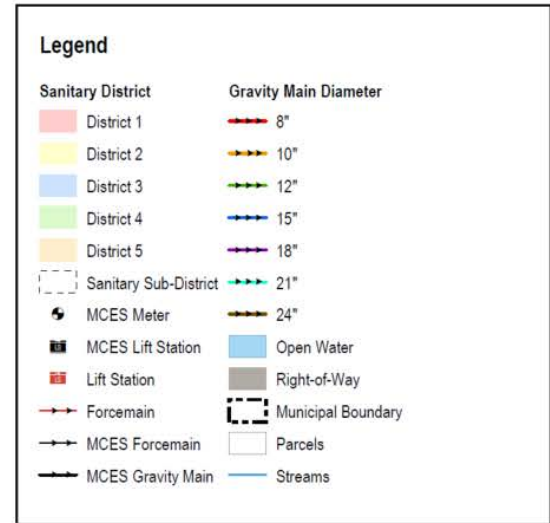 Legend
Sanitary District
District 1
District 2
District 3
District 4
District 5
Sanitary Sub-District
MCES Meter
MCES Lift Station
Lift Station
Forcemain
MCES Forcemain
MCES Gravity Main
Gravity Main Diameter
8"
10"
12"
15"
18"
21"
24"
Open Water
Right-of-Way
Municipal Boundary
Parcels
Streams